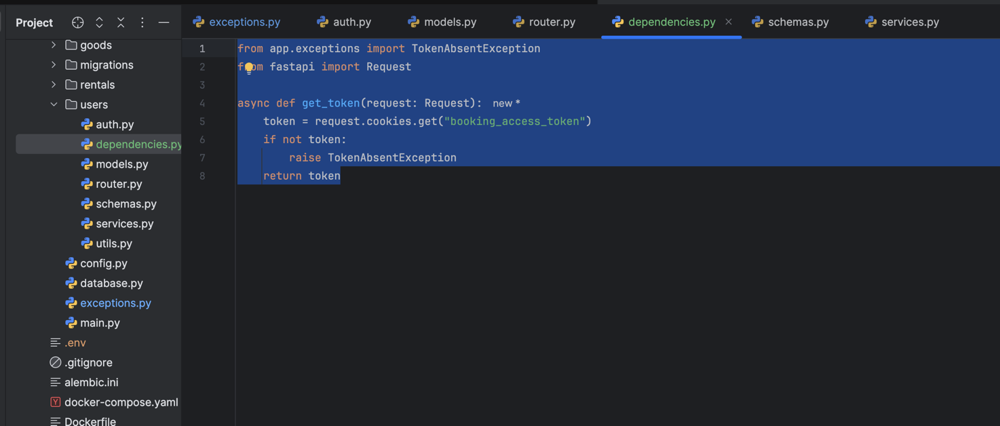 Project
exceptions.py
auth.py
models.py
router.py
dependencies.py
schemas.py
services.py
goods
migrations
rentals
users
auth.py
dependencies.py
models.py
router.py
schemas.py
services.py
utils.py
config.py
database.py
exceptions.py
main.py
.env
.gitignore
alembic.ini
docker-compose.yaml
Dockerfile
1 from app.exceptions import TokenAbsentException
2 from fastapi import Request
3
4 async def get_token(request: Request): new *
5 token = request.cookies.get("booking_access_token")
6 if not token:
7 raise TokenAbsentException
8 return token